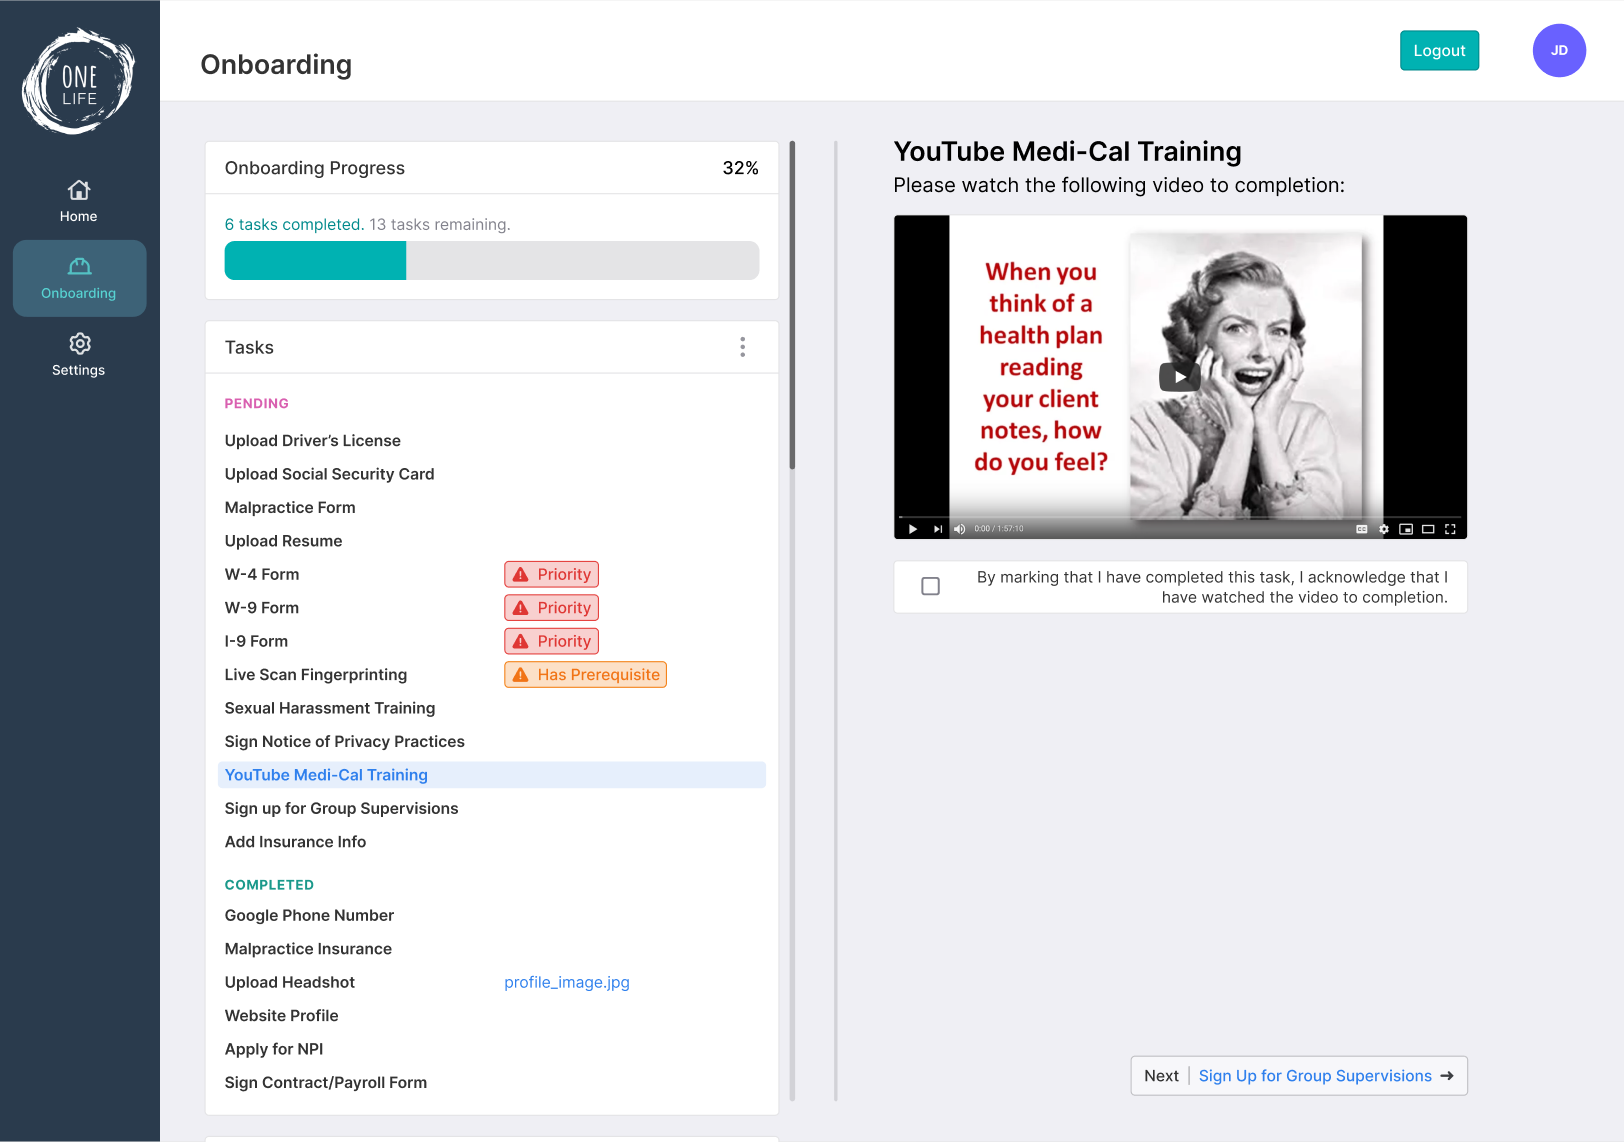 ONE
LIFE
Home
Onboarding
Settings
Onboarding
Logout
JD
Onboarding Progress
32%
6 tasks completed. 13 tasks remaining.
Tasks
PENDING
Upload Driver’s License
Upload Social Security Card
Malpractice Form
Upload Resume
W-4 Form
Priority
W-9 Form
Priority
I-9 Form
Priority
Live Scan Fingerprinting
Has Prerequisite
Sexual Harassment Training
Sign Notice of Privacy Practices
YouTube Medi-Cal Training
Sign up for Group Supervisions
Add Insurance Info
COMPLETED
Google Phone Number
Malpractice Insurance
Upload Headshot
profile_image.jpg
Website Profile
Apply for NPI
Sign Contract/Payroll Form
YouTube Medi-Cal Training
Please watch the following video to completion:
When you
think of a
health plan
reading
your client
notes, how
do you feel?
0:00 / 1:57:10
CC
By marking that I have completed this task, I acknowledge that I
have watched the video to completion.
Next | Sign Up for Group Supervisions →